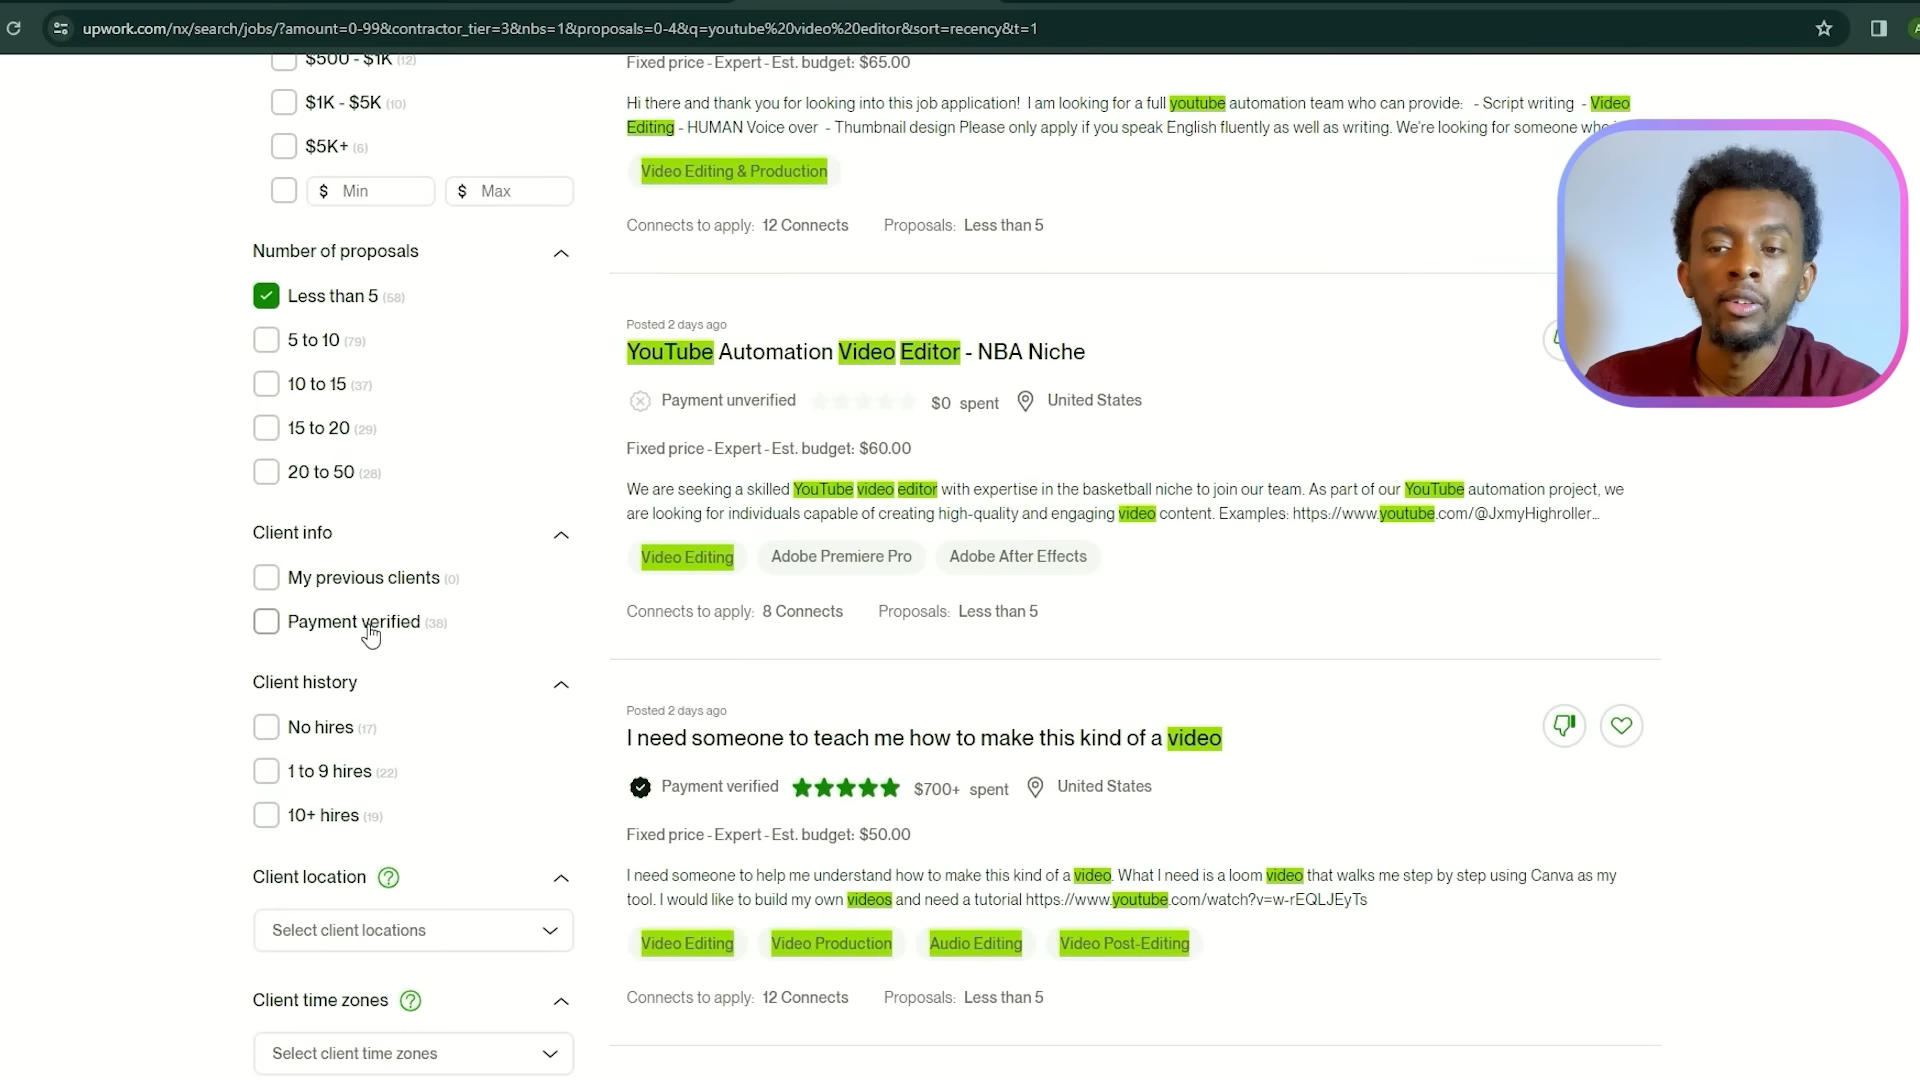 upwork.com/nx/search/jobs/?amount=0-99&contractor_tier=3&nbs=1&proposals=0-4&q=youtube%20video%20editor&sort=recency&t=1
$500 - $1K (12)
$1K - $5K (10)
$5K+ (6)
$ Min $ Max
Number of proposals
Less than 5 (58)
5 to 10 (79)
10 to 15 (37)
15 to 20 (29)
20 to 50 (28)
Client info
My previous clients (0)
Payment verified (38)
Client history
No hires (17)
1 to 9 hires (22)
10+ hires (19)
Client location
Select client locations
Client time zones
Select client time zones
Fixed price - Expert - Est. budget: $65.00
Hi there and thank you for looking into this job application! I am looking for a full youtube automation team who can provide: - Script writing - Video
Editing - HUMAN Voice over - Thumbnail design Please only apply if you speak English fluently as well as writing. We're looking for someone who
Video Editing & Production
Connects to apply: 12 Connects Proposals: Less than 5
Posted 2 days ago
YouTube Automation Video Editor - NBA Niche
Payment unverified $0 spent United States
Fixed price - Expert - Est. budget: $60.00
We are seeking a skilled YouTube video editor with expertise in the basketball niche to join our team. As part of our YouTube automation project, we
are looking for individuals capable of creating high-quality and engaging video content. Examples: https://www.youtube.com/@JxmyHighroller...
Video Editing Adobe Premiere Pro Adobe After Effects
Connects to apply: 8 Connects Proposals: Less than 5
Posted 2 days ago
I need someone to teach me how to make this kind of a video
Payment verified $700+ spent United States
Fixed price - Expert - Est. budget: $50.00
I need someone to help me understand how to make this kind of a video. What I need is a loom video that walks me step by step using Canva as my
tool. I would like to build my own videos and need a tutorial https://www.youtube.com/watch?v=w-rEQLJEyTs
Video Editing Video Production Audio Editing Video Post-Editing
Connects to apply: 12 Connects Proposals: Less than 5